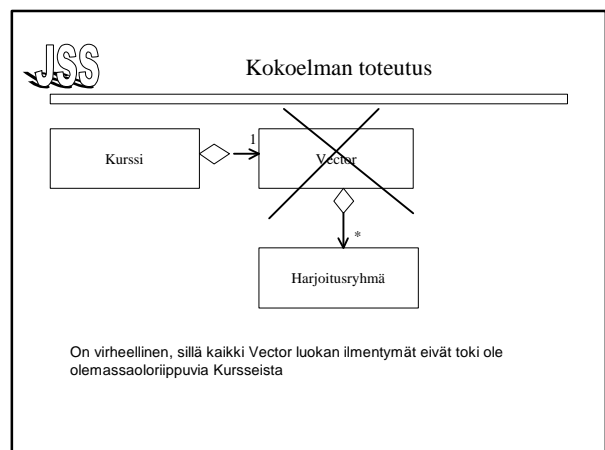 JSS
Kokoelman toteutus
Kurssi
1
Vector
*
Harjoitusryhmä
On virheellinen, sillä kaikki Vector luokan ilmentymät eivät toki ole
olemassaoloriippuvia Kursseista